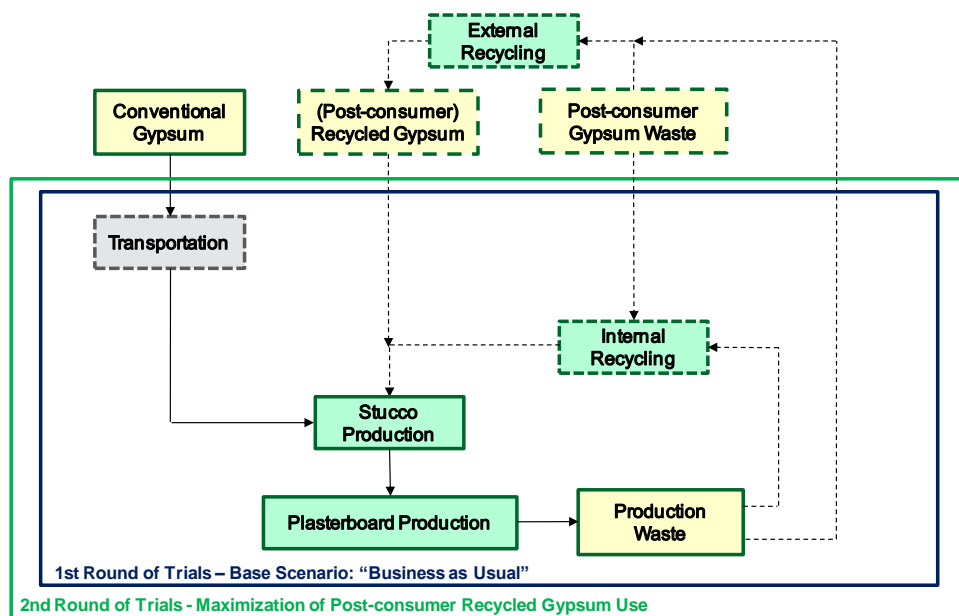 External
Recycling
Conventional
Gypsum
(Post-consumer)
Recycled Gypsum
Post-consumer
Gypsum Waste
Transportation
Internal
Recycling
Stucco
Production
Plasterboard Production
Production
Waste
1st Round of Trials – Base Scenario: “Business as Usual”
2nd Round of Trials - Maximization of Post-consumer Recycled Gypsum Use